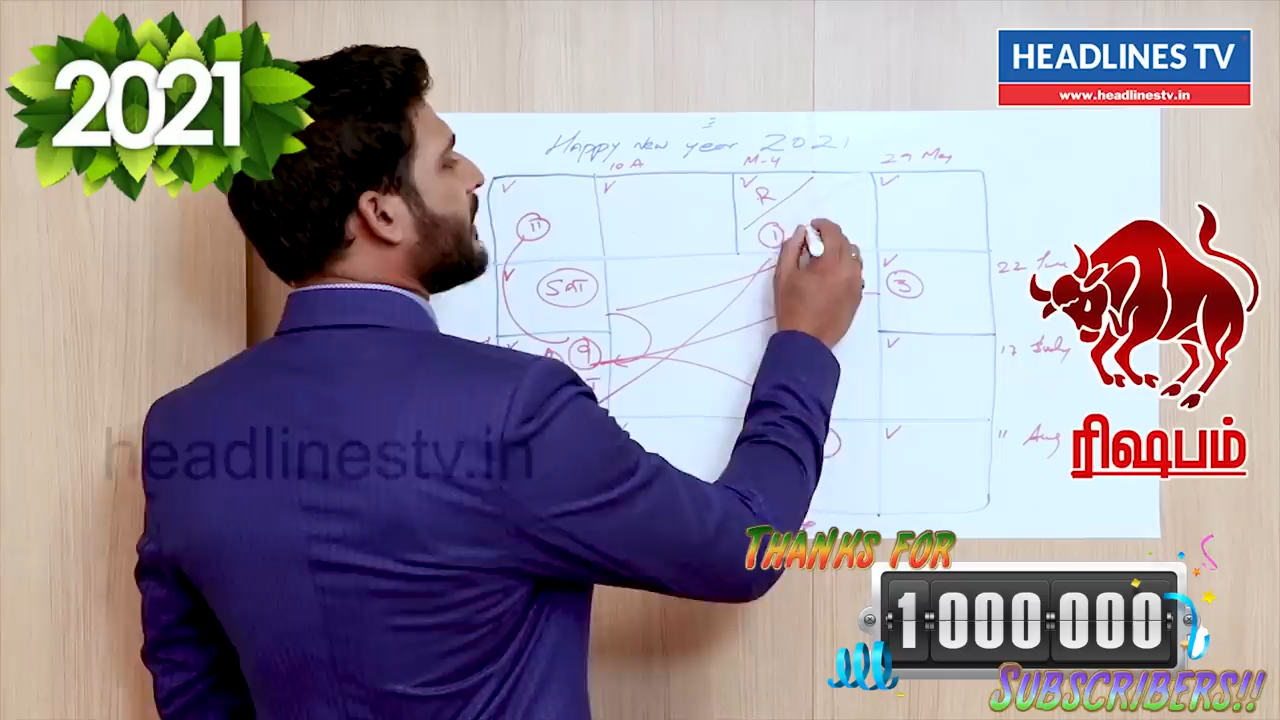 2021
HEADLINES TV
www.headlinestv.in
Happy new year 2021
10 A
M-4
29 May
R
11
1
22 June
3
9
17 July
11 Aug
headlinestv.in
ரிஷபம்
THANKS FOR
1 000 000
SUBSCRIBERS!!